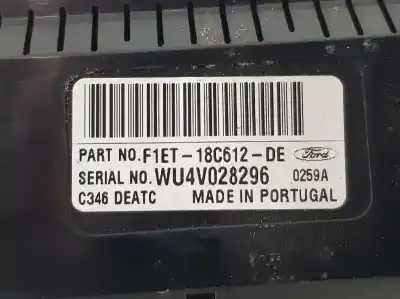 PART NO.F1ET-18C612-DE Ford
SERIAL NO.WU4V028296 0259A
C346 DEATC MADE IN PORTUGAL